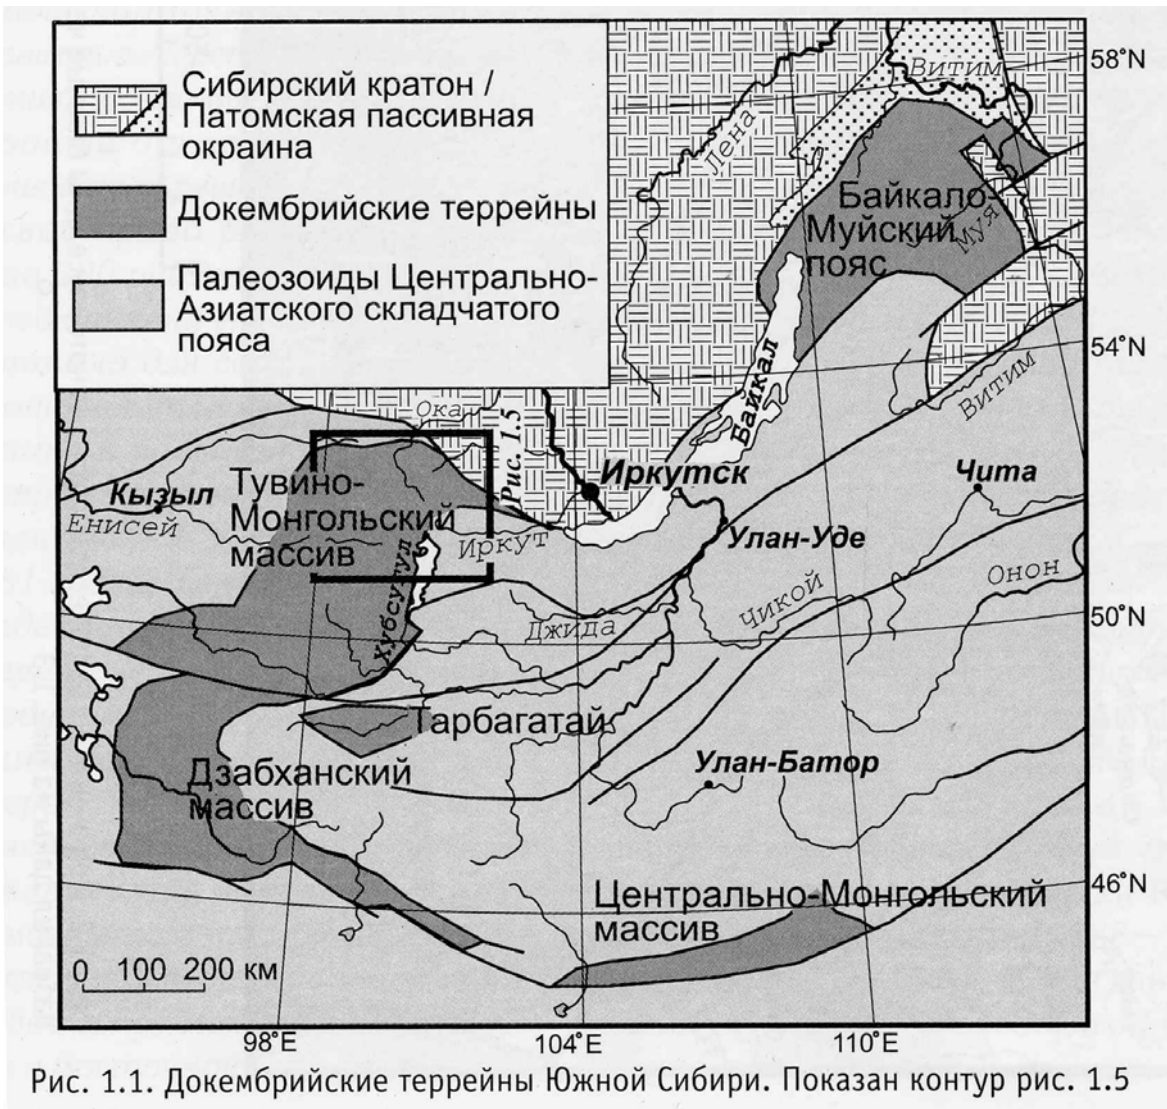 Сибирский кратон /
Патомская пассивная
окраина
Докембрийские террейны
Палеозоиды Центрально-
Азиатского складчатого
пояса
58°N
Витим
Лена
Байкало-
Муйский
пояс
Муя
54°N
Витим
Байкал
Ока
Рис. 1.5
Иркутск
Чита
Кызыл
Енисей
Тувино-
Монгольский
массив
Иркут
Хубсугул
Улан-Уде
Чикой
Онон
50°N
Джида
Тарбагатай
Дзабханский
массив
Улан-Батор
46°N
Центрально-Монгольский
массив
0 100 200 км
98°E
104°E
110°E
Рис. 1.1. Докембрийские террейны Южной Сибири. Показан контур рис. 1.5